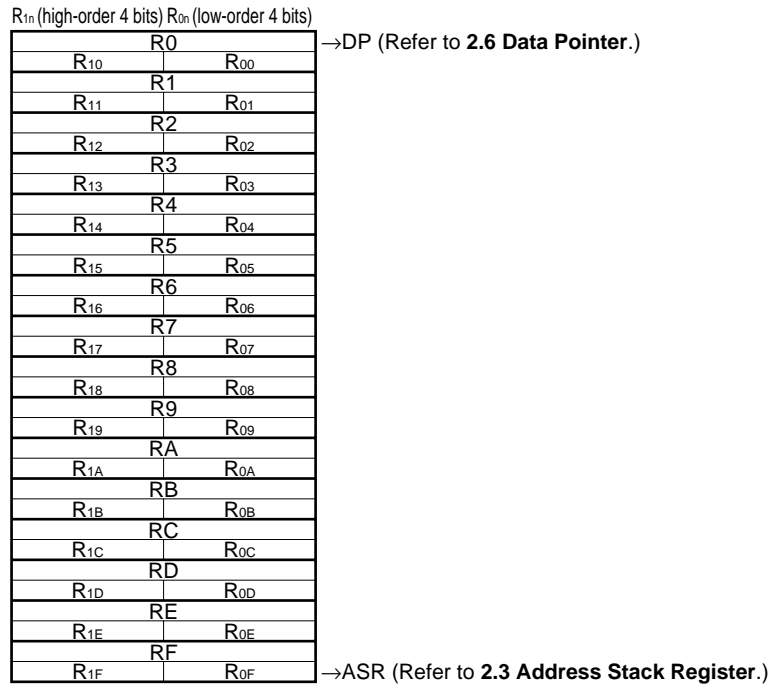 R1n (high-order 4 bits) R0n (low-order 4 bits)
R0 →DP (Refer to 2.6 Data Pointer.)
R10 R00
R1
R11 R01
R2
R12 R02
R3
R13 R03
R4
R14 R04
R5
R15 R05
R6
R16 R06
R7
R17 R07
R8
R18 R08
R9
R19 R09
RA
R1A R0A
RB
R1B R0B
RC
R1C R0C
RD
R1D R0D
RE
R1E R0E
RF
R1F R0F →ASR (Refer to 2.3 Address Stack Register.)